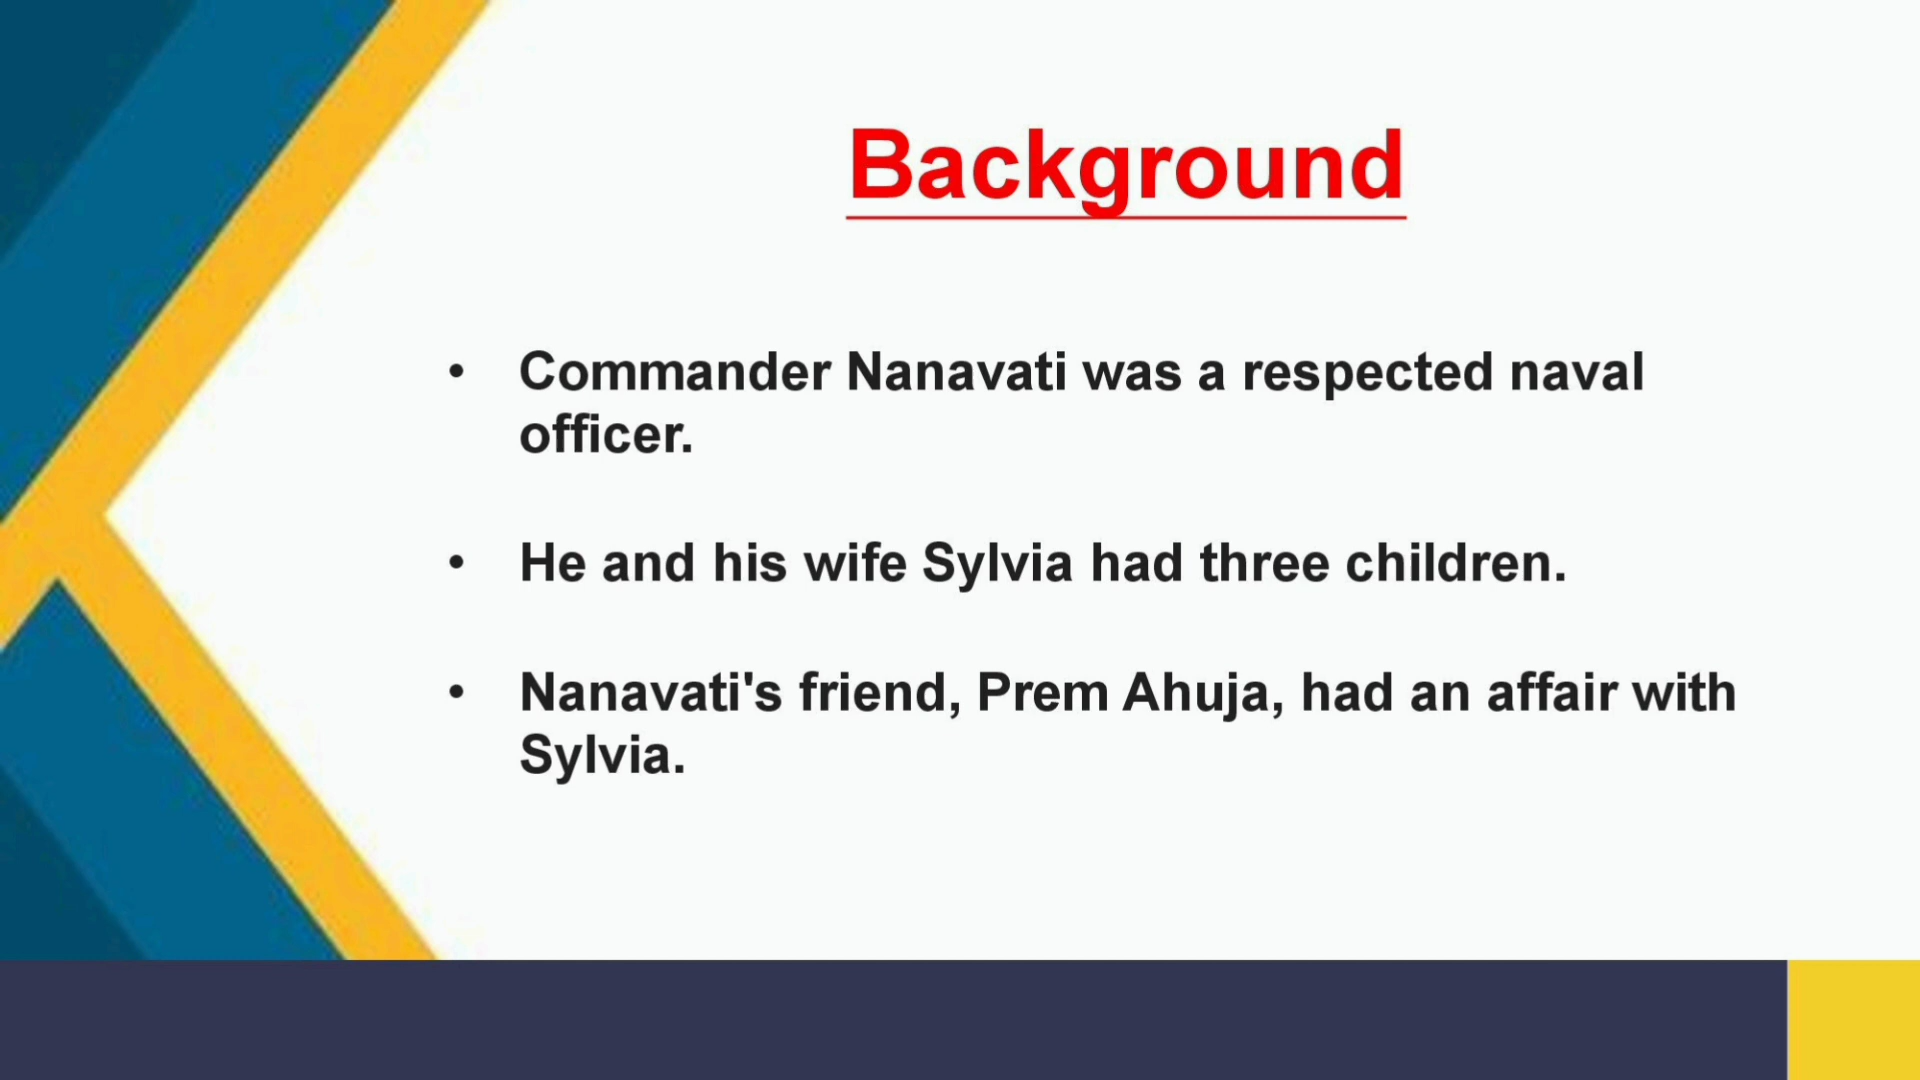 Background
• Commander Nanavati was a respected naval
officer.
• He and his wife Sylvia had three children.
• Nanavati's friend, Prem Ahuja, had an affair with
Sylvia.